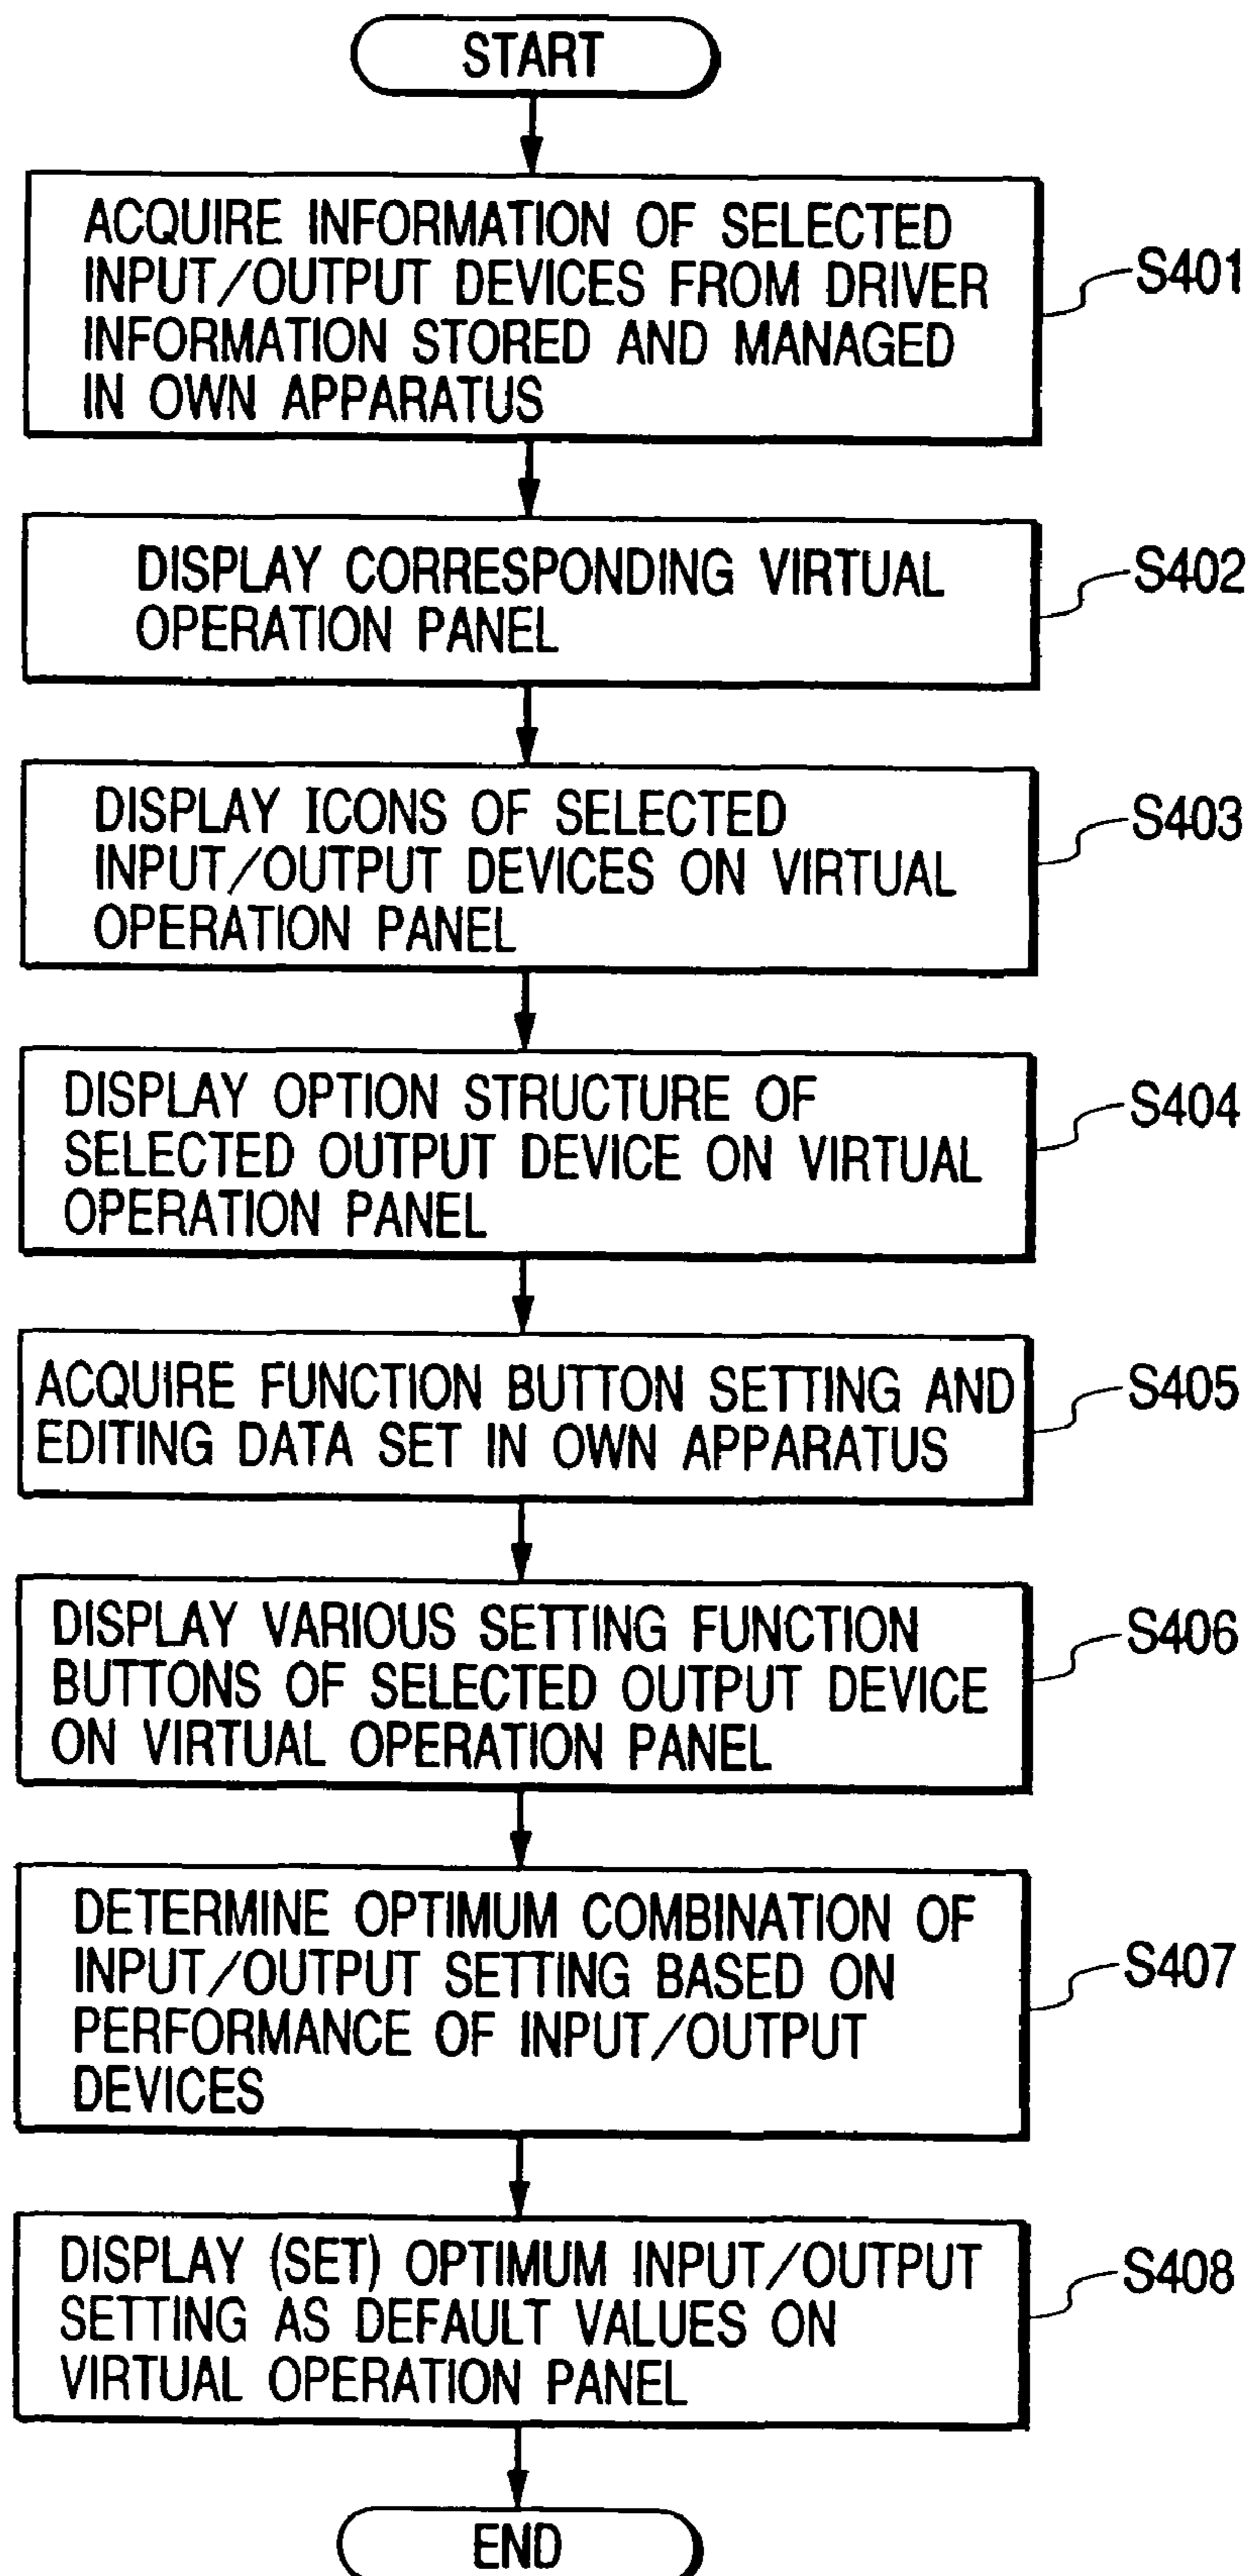 START
ACQUIRE INFORMATION OF SELECTED
INPUT/OUTPUT DEVICES FROM DRIVER
INFORMATION STORED AND MANAGED
IN OWN APPARATUS
S401
DISPLAY CORRESPONDING VIRTUAL
OPERATION PANEL
S402
DISPLAY ICONS OF SELECTED
INPUT/OUTPUT DEVICES ON VIRTUAL
OPERATION PANEL
S403
DISPLAY OPTION STRUCTURE OF
SELECTED OUTPUT DEVICE ON VIRTUAL
OPERATION PANEL
S404
ACQUIRE FUNCTION BUTTON SETTING AND
EDITING DATA SET IN OWN APPARATUS
S405
DISPLAY VARIOUS SETTING FUNCTION
BUTTONS OF SELECTED OUTPUT DEVICE
ON VIRTUAL OPERATION PANEL
S406
DETERMINE OPTIMUM COMBINATION OF
INPUT/OUTPUT SETTING BASED ON
PERFORMANCE OF INPUT/OUTPUT
DEVICES
S407
DISPLAY (SET) OPTIMUM INPUT/OUTPUT
SETTING AS DEFAULT VALUES ON
VIRTUAL OPERATION PANEL
S408
END